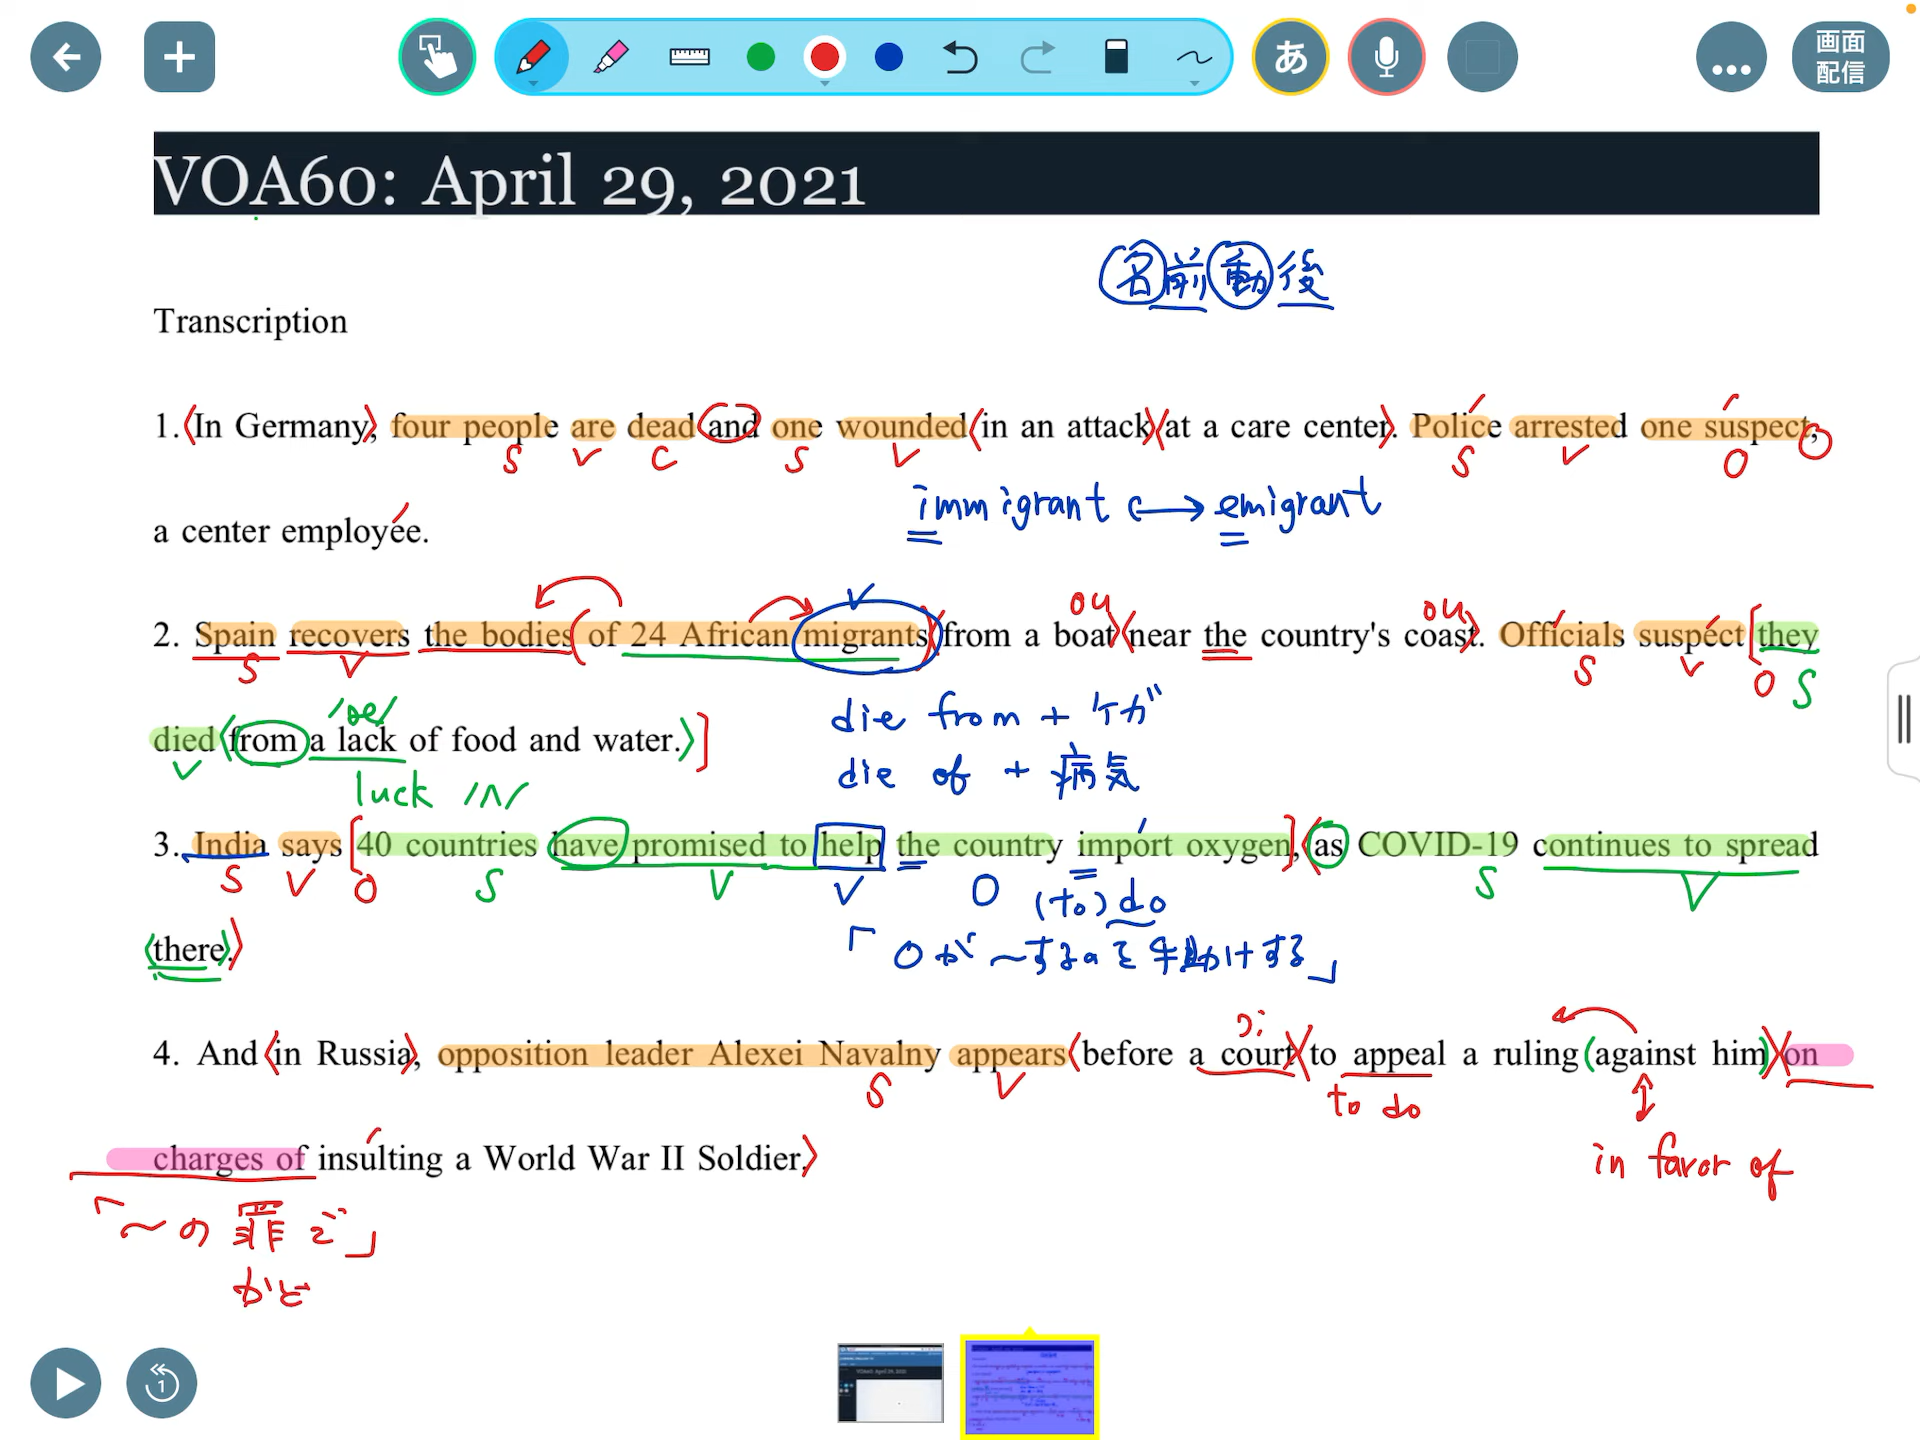 あ
画面
配信
VOA60: April 29, 2021
名前動後
Transcription
1. In Germany, four people are dead and one wounded in an attack at a care center. Police arrested one suspect,
S V C S V S V O
immigrant ⟷ emigrant
a center employee.
ou ou
2. Spain recovers the bodies of 24 African migrants from a boat near the country's coast. Officials suspect [they
S V S V O S
die from + ケガ
died from a lack of food and water.]
V
die of + 病気
luck /ʌ/
3. India says [40 countries have promised to help the country import oxygen], as COVID-19 continues to spread
S V O S V V O S V
(to) do
there.
「Oが〜するのを手助けする」
ɔ:
4. And in Russia, opposition leader Alexei Navalny appears before a court to appeal a ruling (against him) on
S V to do
in favor of
charges of insulting a World War II Soldier.
「〜の罪で」
かど
1